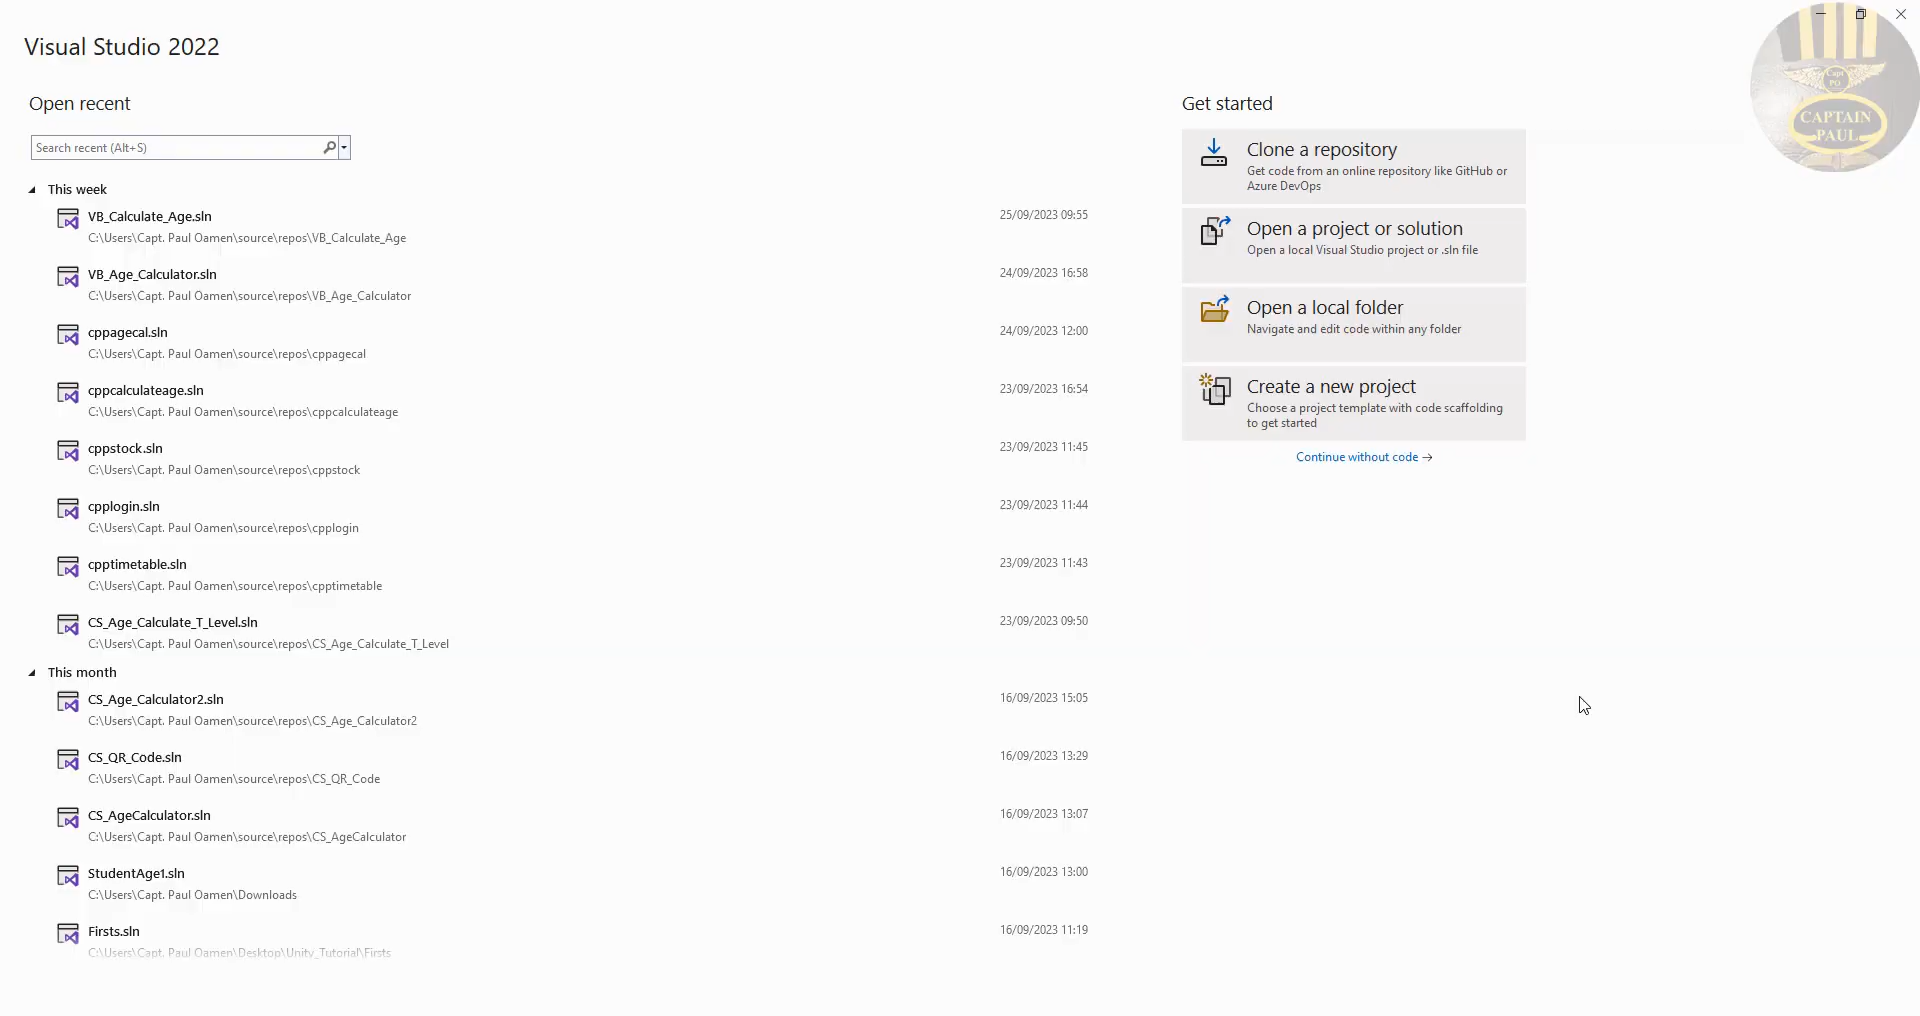 Visual Studio 2022
Open recent
Search recent (Alt+S)
This week
VB_Calculate_Age.sln 25/09/2023 09:55
C:\Users\Capt. Paul Oamen\source\repos\VB_Calculate_Age
VB_Age_Calculator.sln 24/09/2023 16:58
C:\Users\Capt. Paul Oamen\source\repos\VB_Age_Calculator
cppagecal.sln 24/09/2023 12:00
C:\Users\Capt. Paul Oamen\source\repos\cppagecal
cppcalculateage.sln 23/09/2023 16:54
C:\Users\Capt. Paul Oamen\source\repos\cppcalculateage
cppstock.sln 23/09/2023 11:45
C:\Users\Capt. Paul Oamen\source\repos\cppstock
cpplogin.sln 23/09/2023 11:44
C:\Users\Capt. Paul Oamen\source\repos\cpplogin
cpptimetable.sln 23/09/2023 11:43
C:\Users\Capt. Paul Oamen\source\repos\cpptimetable
CS_Age_Calculate_T_Level.sln 23/09/2023 09:50
C:\Users\Capt. Paul Oamen\source\repos\CS_Age_Calculate_T_Level
This month
CS_Age_Calculator2.sln 16/09/2023 15:05
C:\Users\Capt. Paul Oamen\source\repos\CS_Age_Calculator2
CS_QR_Code.sln 16/09/2023 13:29
C:\Users\Capt. Paul Oamen\source\repos\CS_QR_Code
CS_AgeCalculator.sln 16/09/2023 13:07
C:\Users\Capt. Paul Oamen\source\repos\CS_AgeCalculator
StudentAge1.sln 16/09/2023 13:00
C:\Users\Capt. Paul Oamen\Downloads
Firsts.sln 16/09/2023 11:19
C:\Users\Capt. Paul Oamen\Desktop\Unity_Tutorial\Firsts
Get started
Clone a repository
Get code from an online repository like GitHub or
Azure DevOps
Open a project or solution
Open a local Visual Studio project or .sln file
Open a local folder
Navigate and edit code within any folder
Create a new project
Choose a project template with code scaffolding
to get started
Continue without code →
Capt
PO
CAPTAIN
PAUL